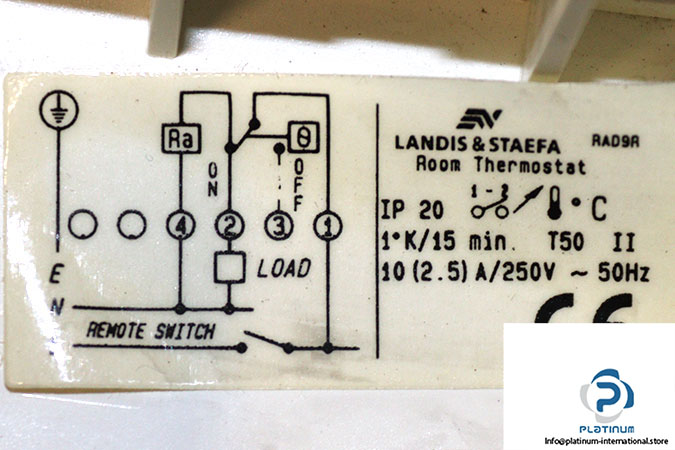 Ra
θ
ON
OFF
4 2 3 1
LOAD
E
N
REMOTE SWITCH
LANDIS & STAEFA RAD9R
Room Thermostat
1-2
IP 20 °C
1°K/15 min. T50 II
10(2.5)A/250V ~ 50Hz
CE
PLATINUM
Info@platinum-international.store